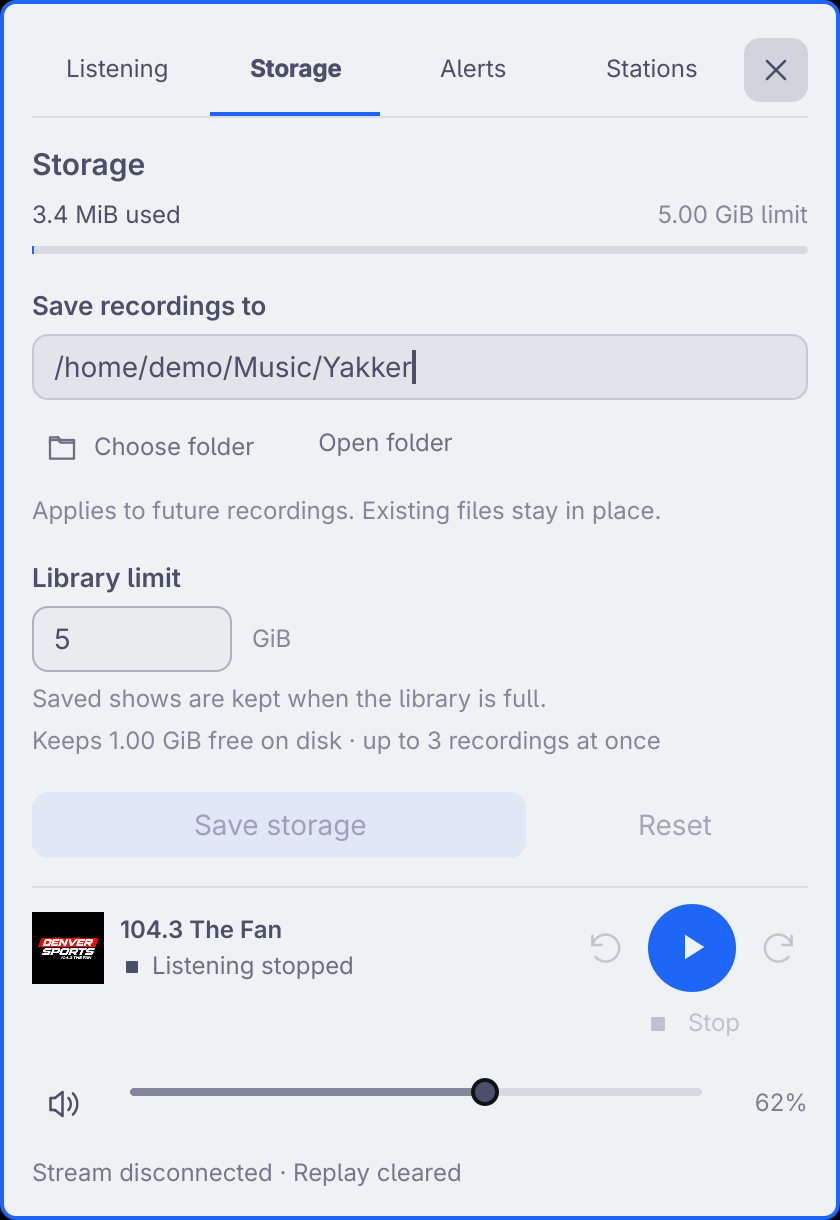 Listening Storage Alerts Stations
Storage
3.4 MiB used 5.00 GiB limit
Save recordings to
/home/demo/Music/Yakker
Choose folder Open folder
Applies to future recordings. Existing files stay in place.
Library limit
5 GiB
Saved shows are kept when the library is full.
Keeps 1.00 GiB free on disk · up to 3 recordings at once
Save storage Reset
DENVER
SPORTS
104.3 THE FAN
104.3 The Fan
Listening stopped
Stop
62%
Stream disconnected · Replay cleared